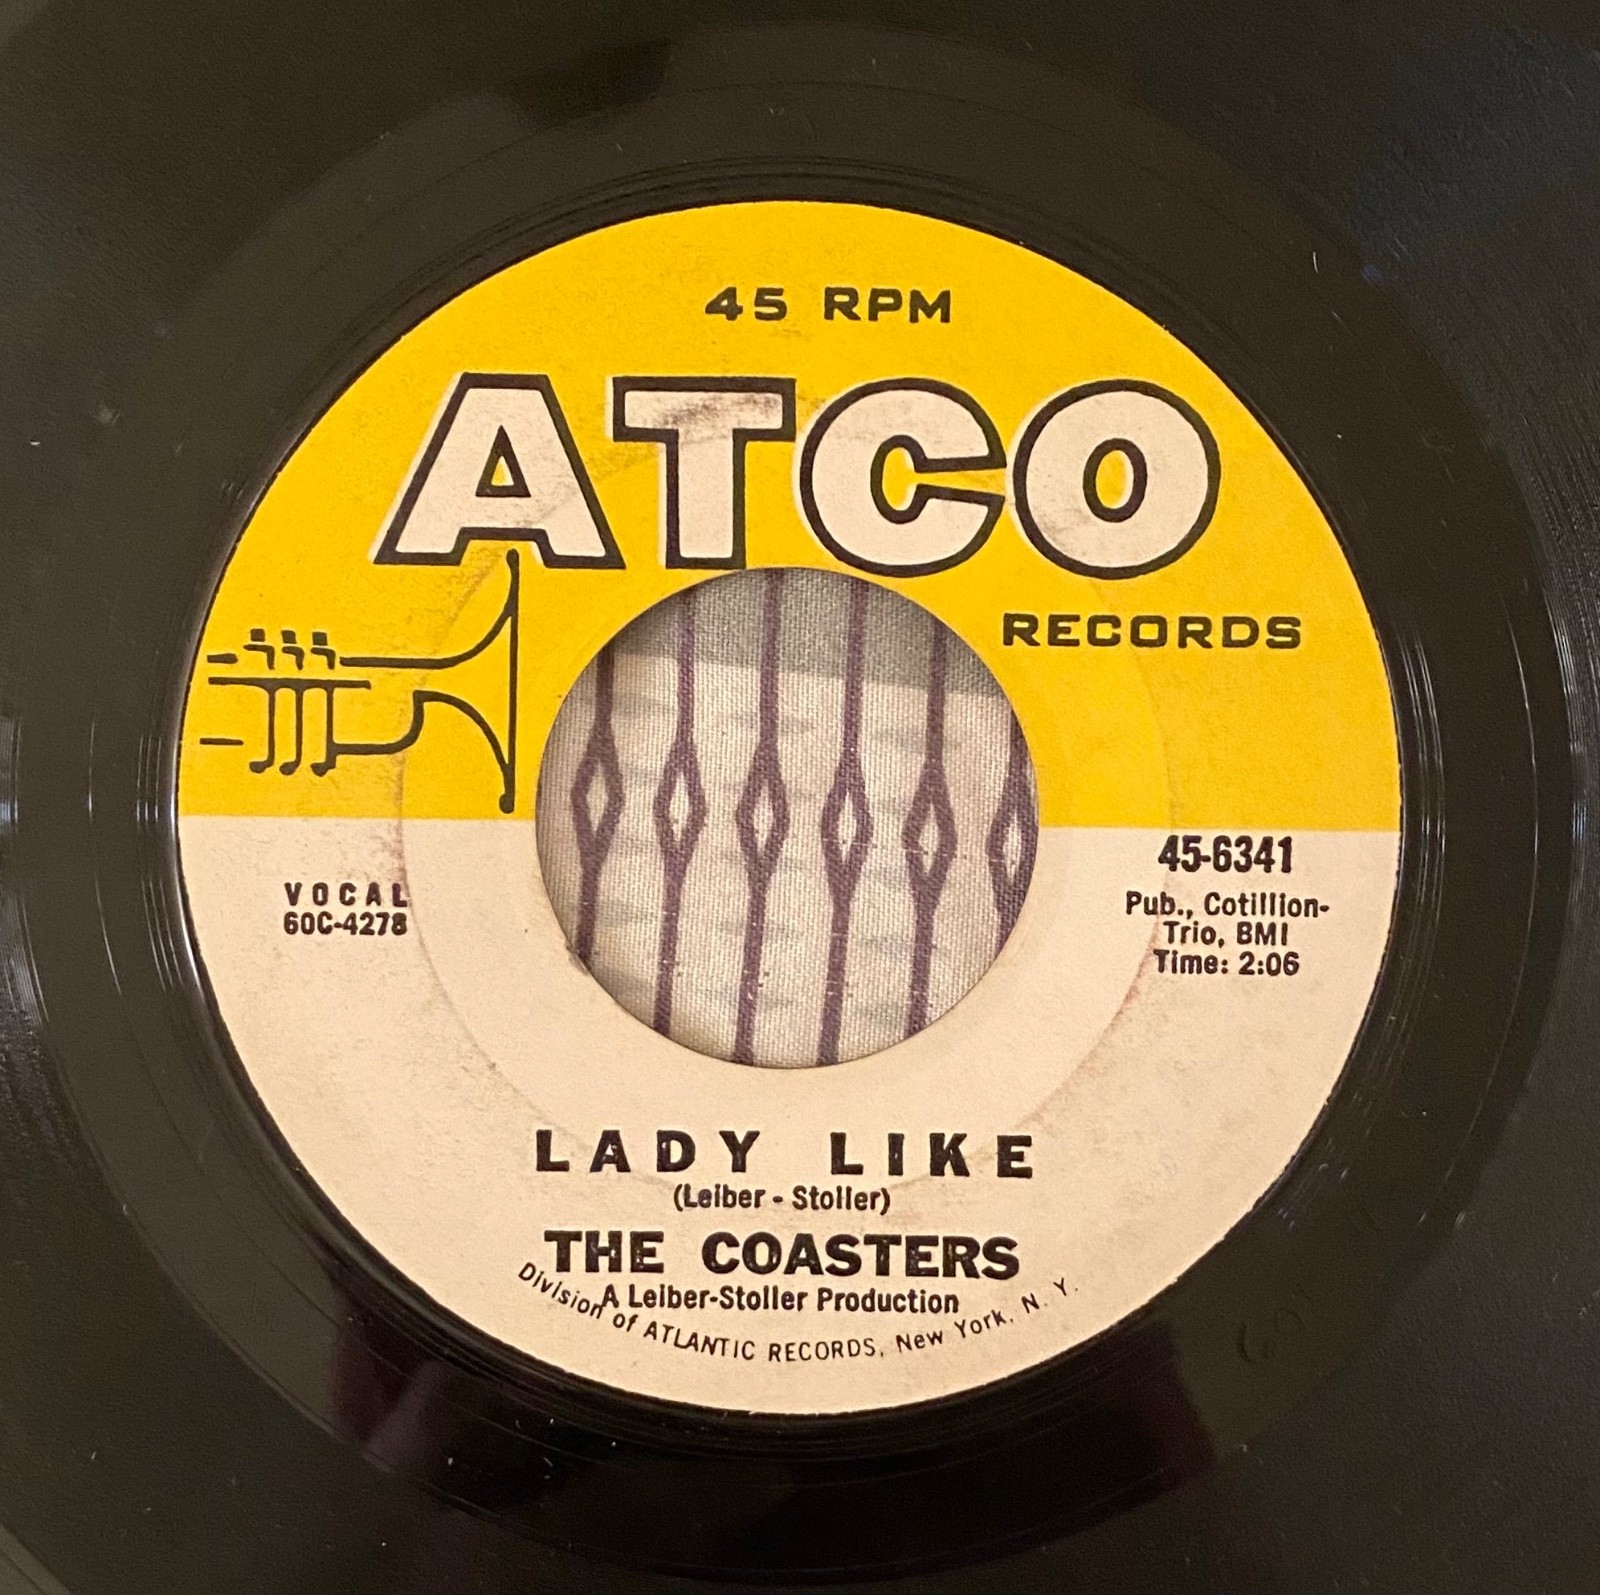 45 RPM
ATCO
RECORDS
VOCAL
60C-4278
45-6341
Pub., Cotillion-
Trio, BMI
Time: 2:06
LADY LIKE
(Leiber - Stoller)
THE COASTERS
A Leiber-Stoller Production
Division of ATLANTIC RECORDS, New York, N. Y.